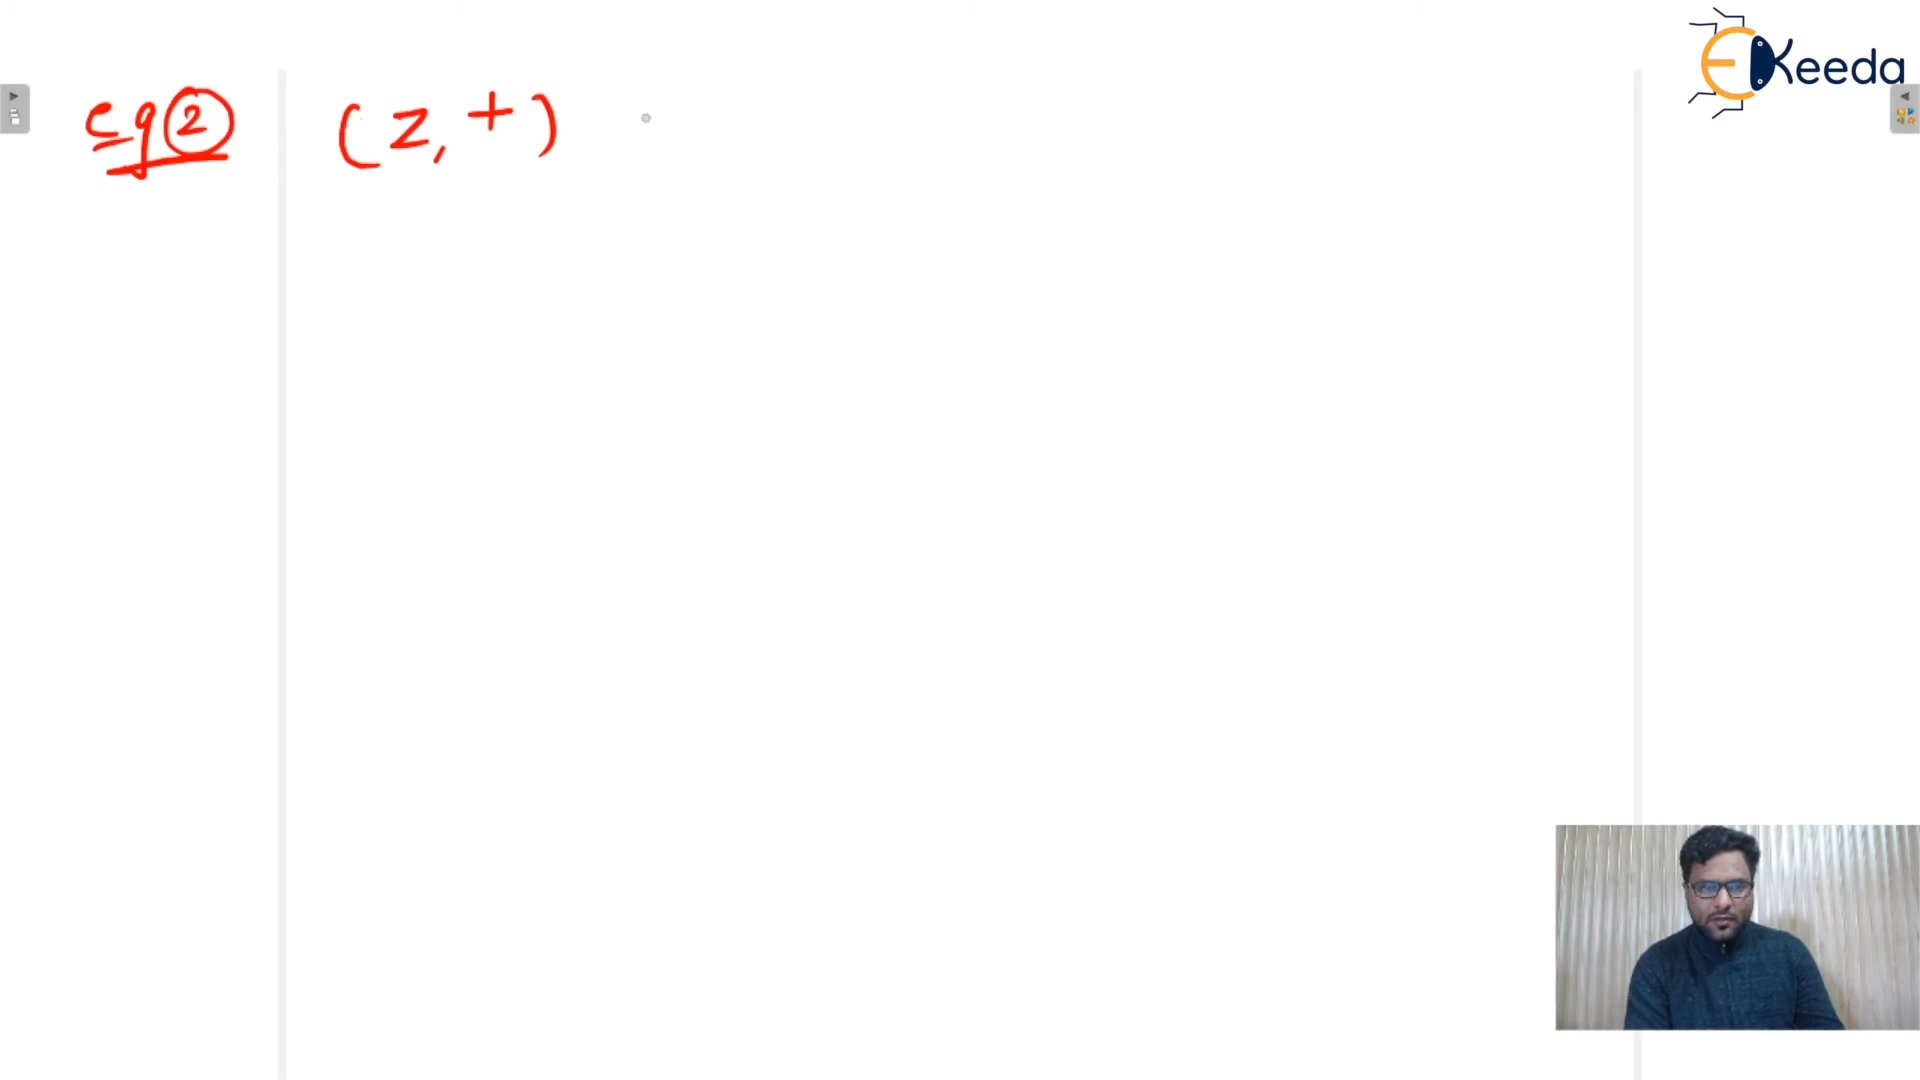 eg ② (Z, +)
EKeeda